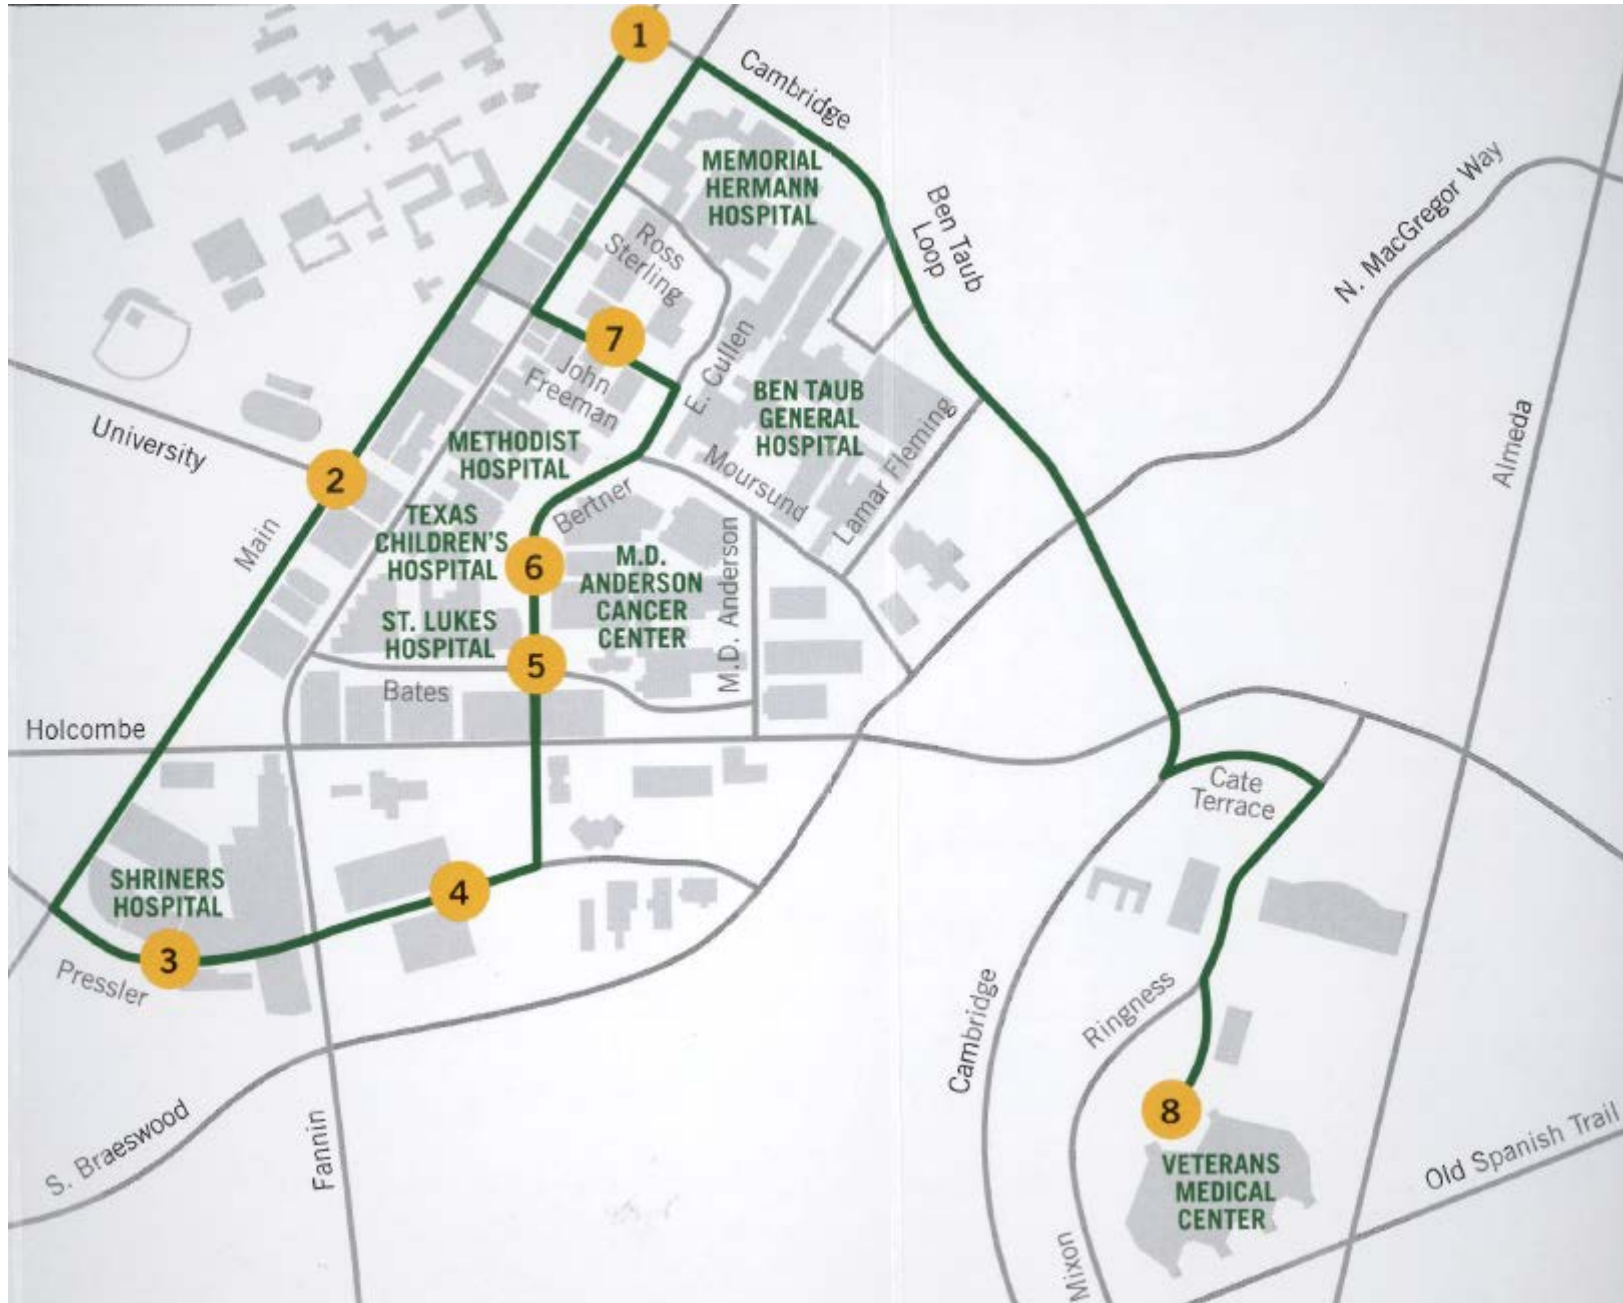 1
Cambridge
MEMORIAL
HERMANN
HOSPITAL
Ben Taub
Loop
N. MacGregor Way
Ross
Sterling
7
John
Freeman
E. Cullen
BEN TAUB
GENERAL
HOSPITAL
Almeda
University
METHODIST
HOSPITAL
2
Moursund
Lamar Fleming
Bertner
Main
TEXAS
CHILDREN'S
HOSPITAL
6
M.D.
ANDERSON
CANCER
CENTER
M.D. Anderson
ST. LUKES
HOSPITAL
5
Bates
Holcombe
Cate
Terrace
SHRINERS
HOSPITAL
4
3
Pressler
Cambridge
Ringness
8
S. Braeswood
Fannin
VETERANS
MEDICAL
CENTER
Old Spanish Trail
Mixon